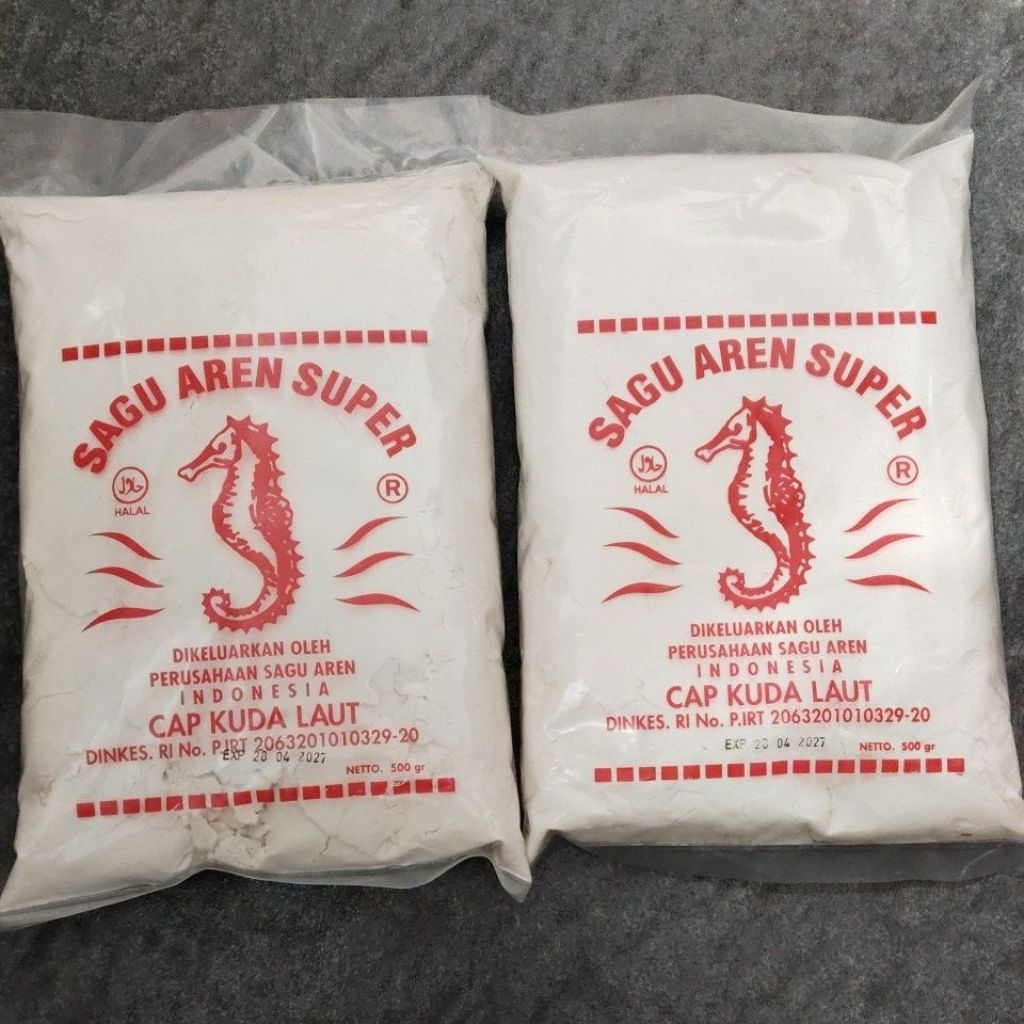 SAGU AREN SUPER
حلال
HALAL
®
DIKELUARKAN OLEH
PERUSAHAAN SAGU AREN
INDONESIA
CAP KUDA LAUT
DINKES. RI No. P.IRT 2063201010329-20
EXP 20 04 2027
NETTO. 500 gr
SAGU AREN SUPER
حلال
HALAL
®
DIKELUARKAN OLEH
PERUSAHAAN SAGU AREN
INDONESIA
CAP KUDA LAUT
DINKES. RI No. P.IRT 2063201010329-20
EXP 20 04 2027
NETTO. 500 gr